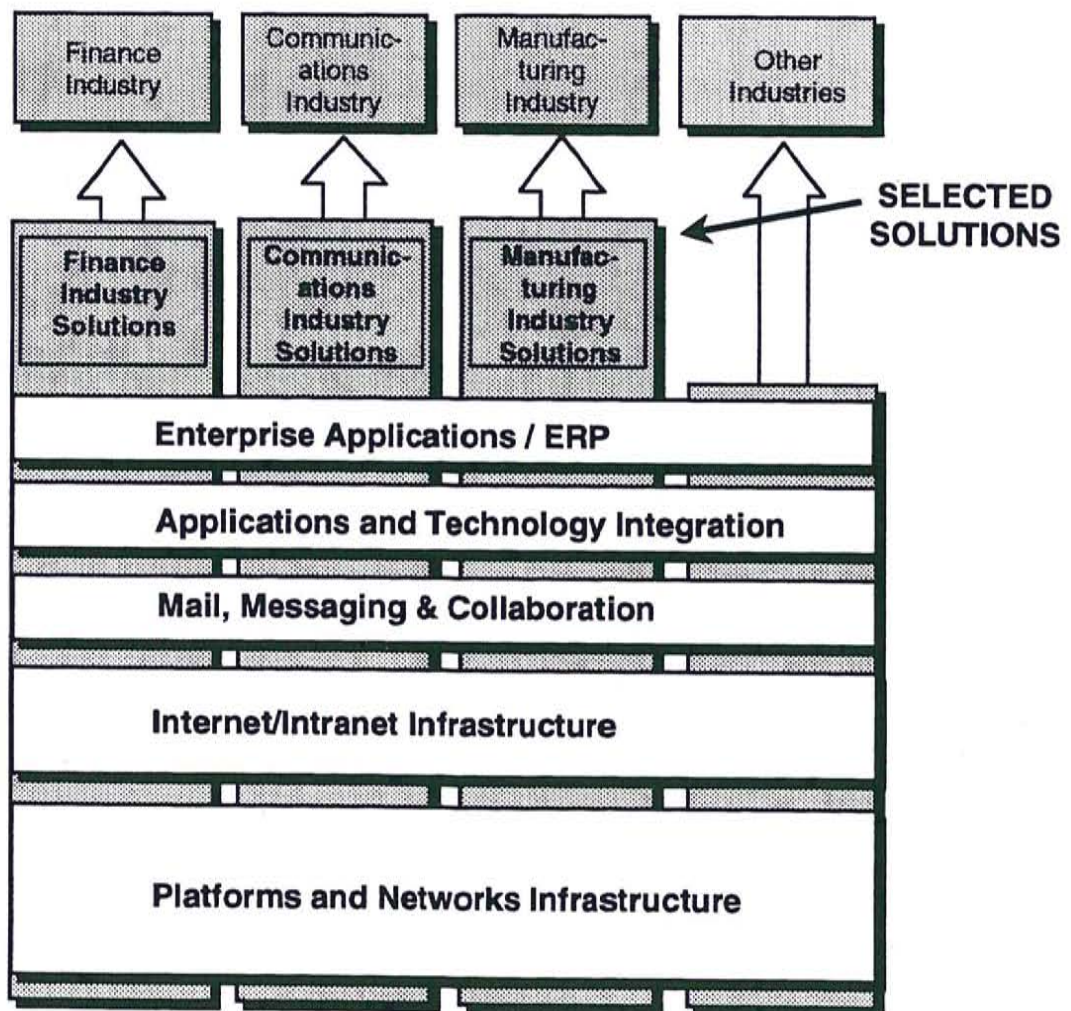 Finance
Industry
Communic-
ations
Industry
Manufac-
turing
Industry
Other
Industries
SELECTED
SOLUTIONS
Finance
Industry
Solutions
Communic-
ations
Industry
Solutions
Manufac-
turing
Industry
Solutions
Enterprise Applications / ERP
Applications and Technology Integration
Mail, Messaging & Collaboration
Internet/Intranet Infrastructure
Platforms and Networks Infrastructure